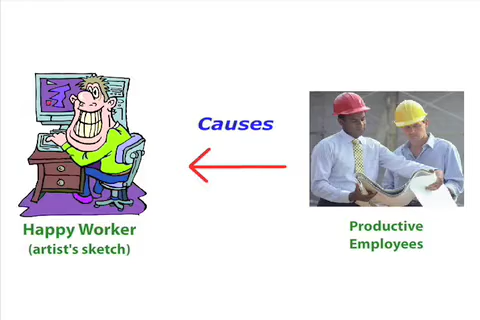 Causes
Happy Worker
(artist's sketch)
Productive
Employees